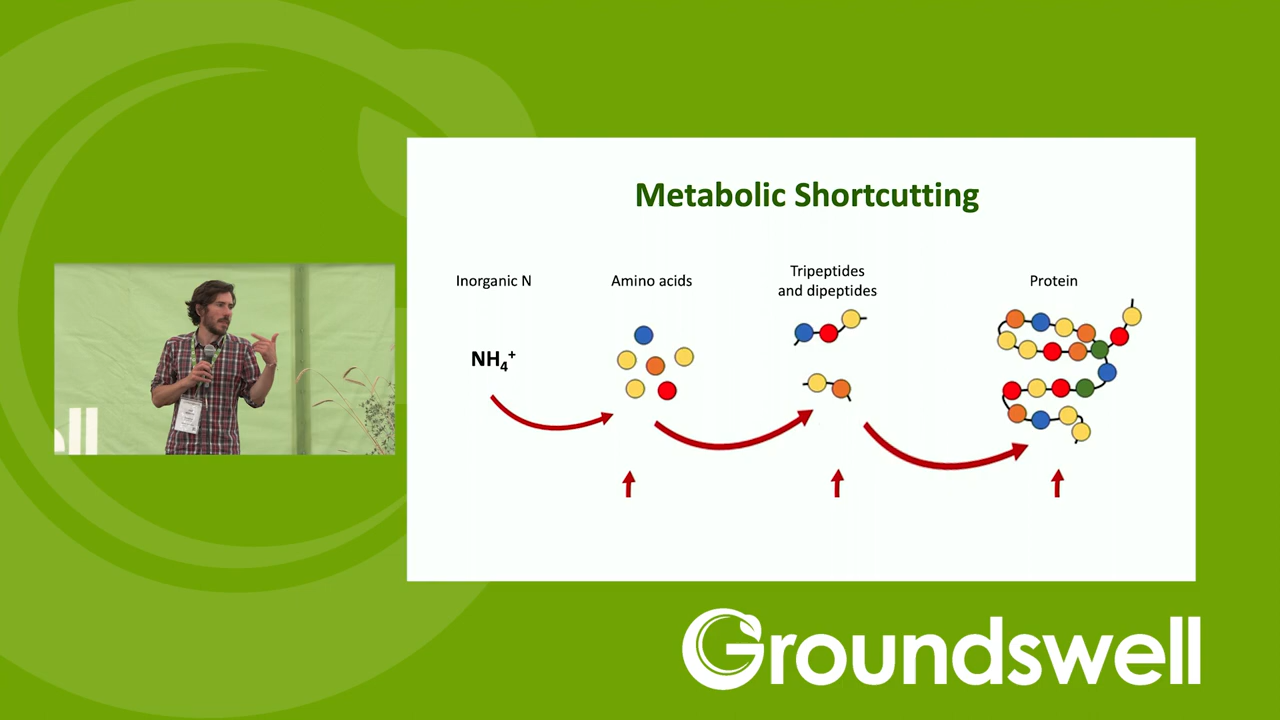 Metabolic Shortcutting
Inorganic N
Amino acids
Tripeptides
and dipeptides
Protein
NH₄⁺
Groundswell